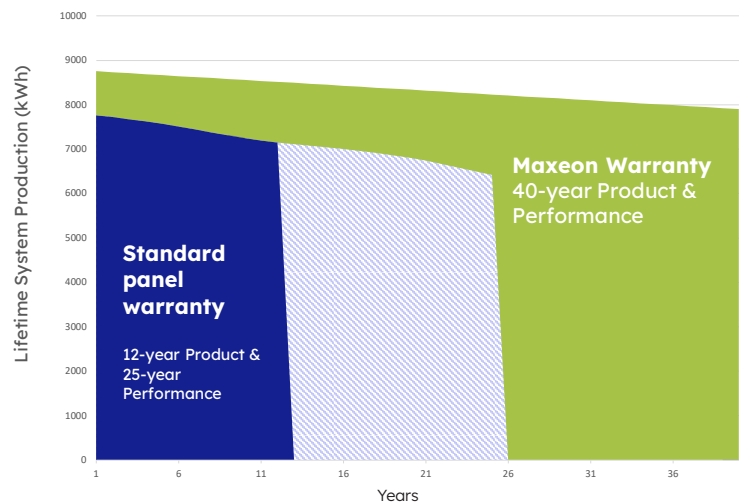 Lifetime System Production (kWh)
10000
9000
8000
7000
6000
5000
4000
3000
2000
1000
0
Standard
panel
warranty
12-year Product &
25-year
Performance
Maxeon Warranty
40-year Product &
Performance
1
6
11
16
21
26
31
36
Years